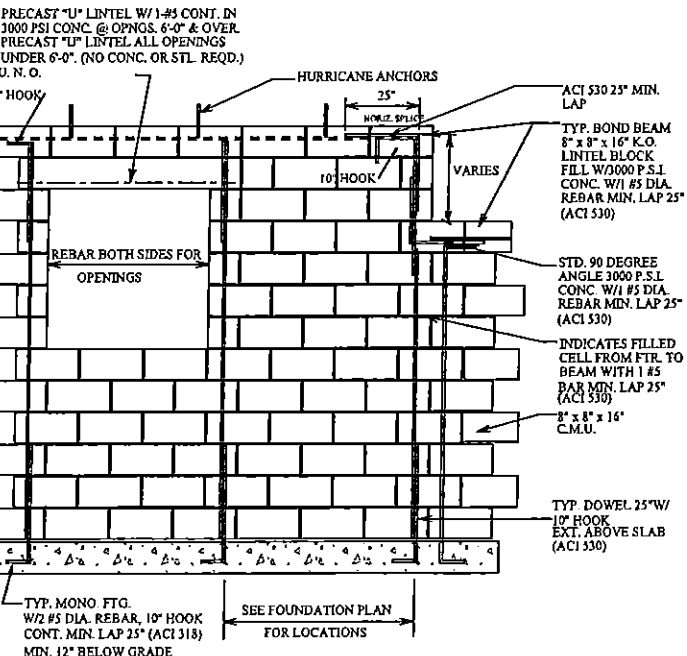 PRECAST "U" LINTEL W/ 1-#5 CONT. IN
3000 PSI CONC. @ OPNGS. 6'-0" & OVER.
PRECAST "U" LINTEL ALL OPENINGS
UNDER 6'-0". (NO CONC. OR STL. REQD.)
U. N. O.
" HOOK
HURRICANE ANCHORS
25"
HORIZ. SPLICE
10" HOOK
VARIES
ACI 530 25" MIN.
LAP
TYP. BOND BEAM
8" x 8" x 16" K.O.
LINTEL BLOCK
FILL W/3000 P.S.I.
CONC. W/1 #5 DIA.
REBAR MIN. LAP 25"
(ACI 530)
REBAR BOTH SIDES FOR
OPENINGS
STD. 90 DEGREE
ANGLE 3000 P.S.I.
CONC. W/1 #5 DIA.
REBAR MIN. LAP 25"
(ACI 530)
INDICATES FILLED
CELL FROM FTR. TO
BEAM WITH 1 #5
BAR MIN. LAP 25"
(ACI 530)
8" x 8" x 16"
C.M.U.
TYP. DOWEL 25"W/
10" HOOK
EXT. ABOVE SLAB
(ACI 530)
TYP. MONO. FTG.
W/2 #5 DIA. REBAR, 10" HOOK
CONT. MIN. LAP 25" (ACI 318)
MIN. 12" BELOW GRADE
SEE FOUNDATION PLAN
FOR LOCATIONS